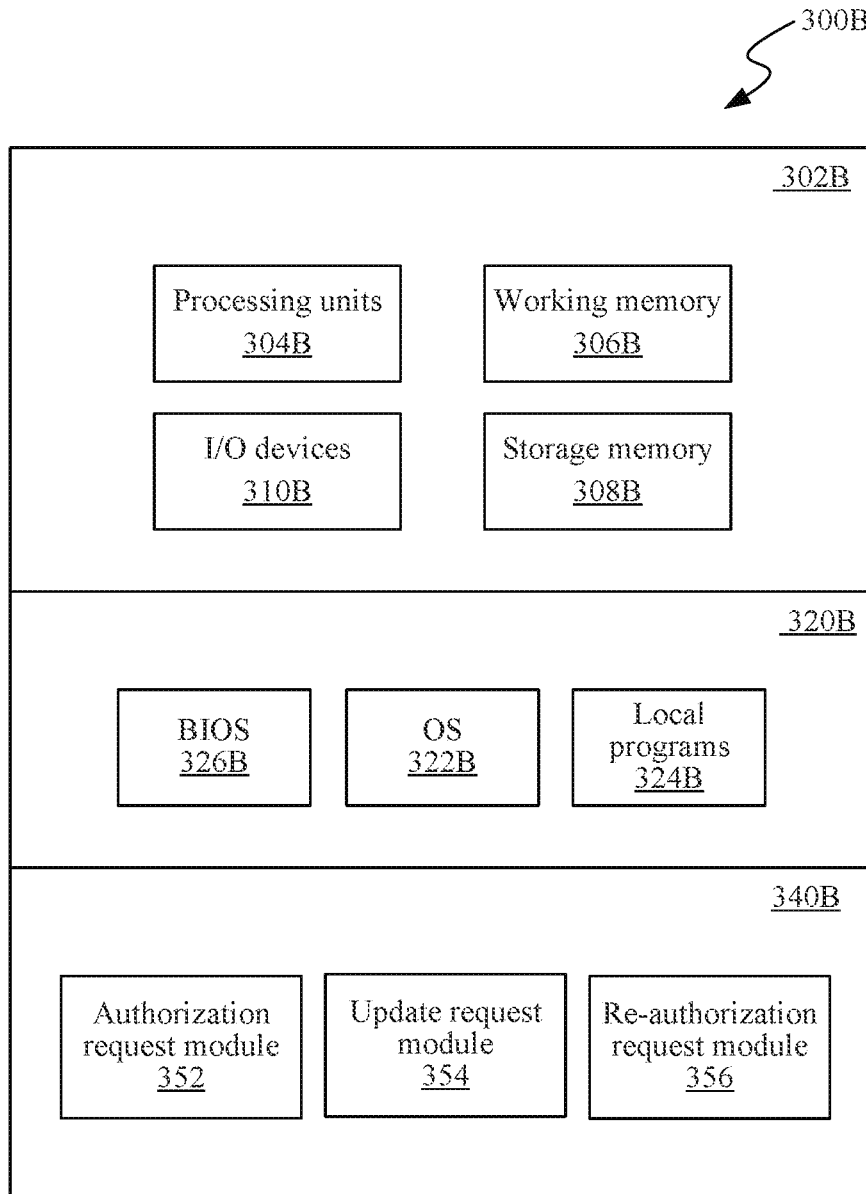 300B
302B
Processing units
304B
Working memory
306B
I/O devices
310B
Storage memory
308B
320B
BIOS
326B
OS
322B
Local
programs
324B
340B
Authorization
request module
352
Update request
module
354
Re-authorization
request module
356